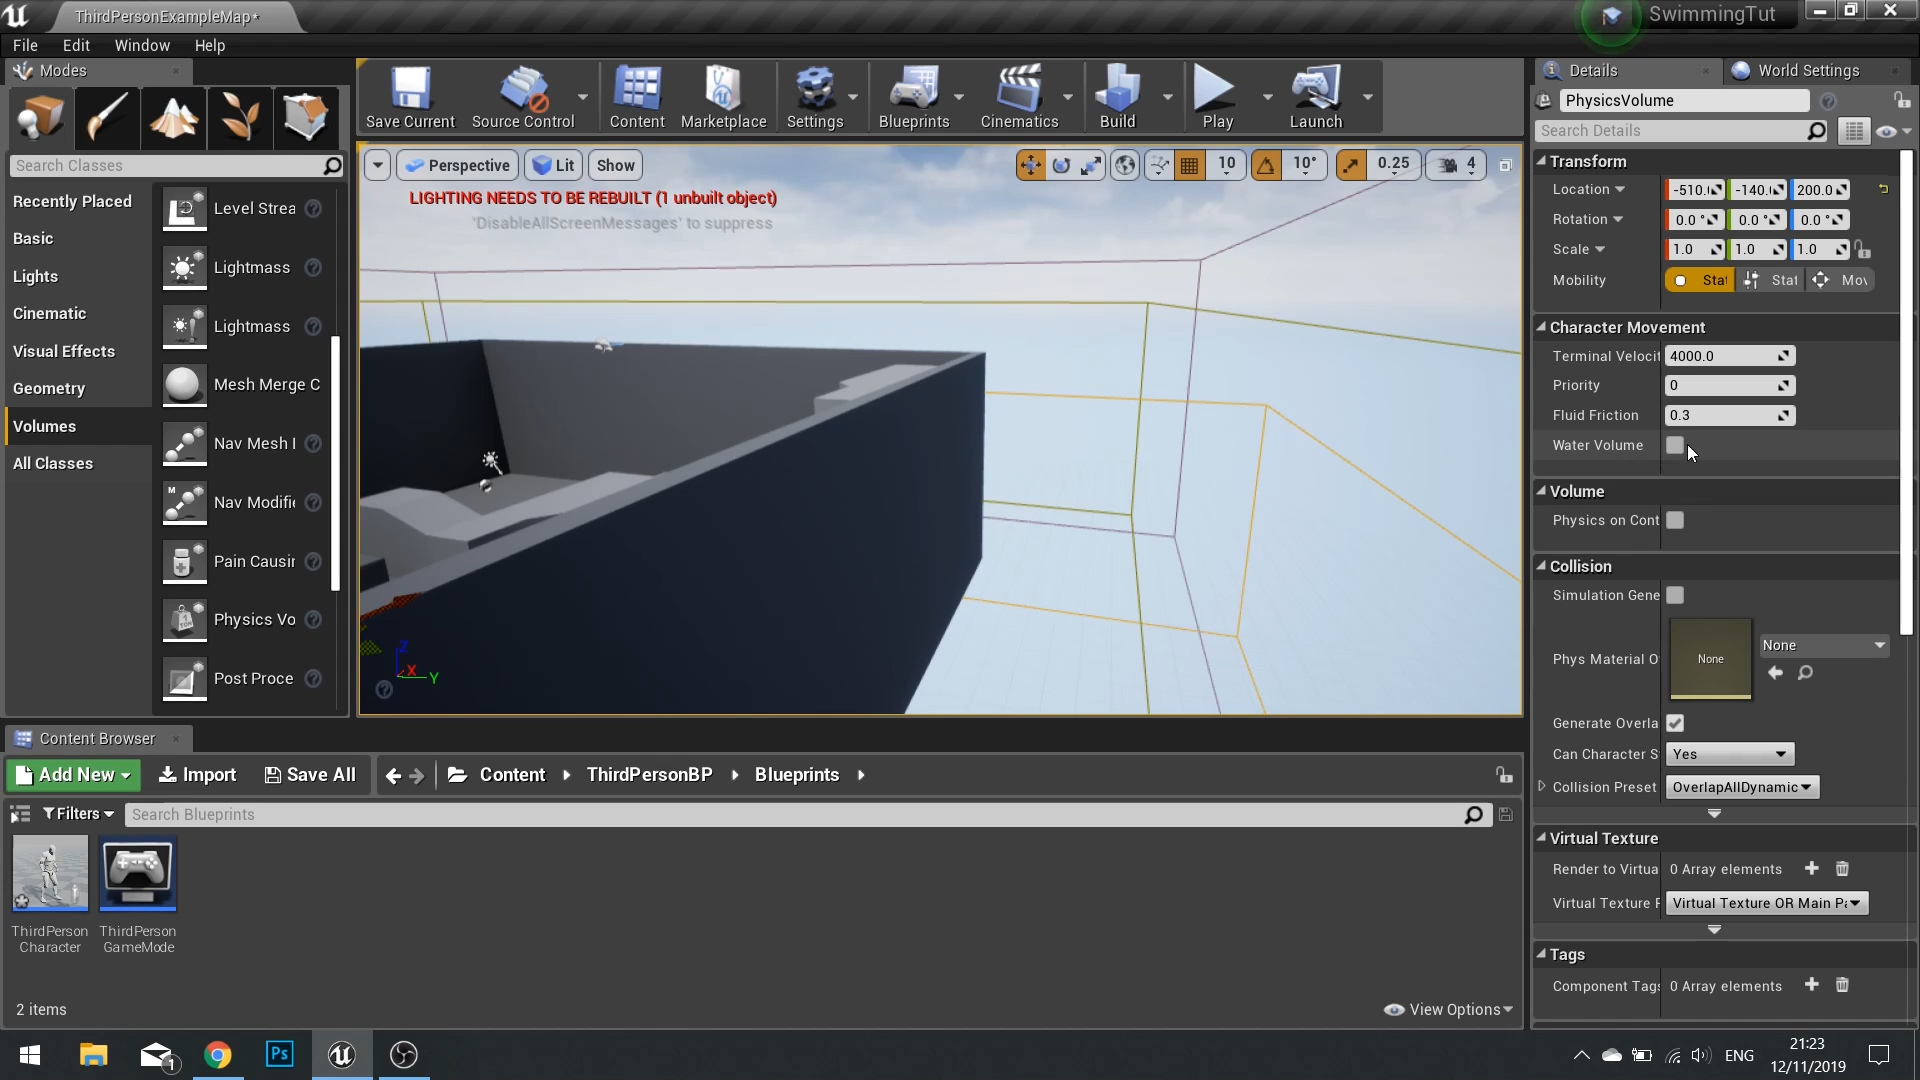 ThirdPersonExampleMap*
SwimmingTut
File Edit Window Help
Modes
Details
World Settings
Save Current
Source Control
Content
Marketplace
Settings
Blueprints
Cinematics
Build
Play
Launch
PhysicsVolume
Search Details
Search Classes
Perspective
Lit
Show
10
10°
0.25
4
LIGHTING NEEDS TO BE REBUILT (1 unbuilt object)
'DisableAllScreenMessages' to suppress
Recently Placed
Basic
Lights
Cinematic
Visual Effects
Geometry
Volumes
All Classes
Level Strea
Lightmass
Lightmass
Mesh Merge C
Nav Mesh
Nav Modifi
Pain Causin
1 TON
Physics Vo
Post Proce
Z
X
Y
Transform
Location -510. -140. 200.0
Rotation 0.0 ° 0.0 ° 0.0 °
Scale 1.0 1.0 1.0
Mobility Stat Stat Mov
Character Movement
Terminal Velocit 4000.0
Priority 0
Fluid Friction 0.3
Water Volume
Volume
Physics on Cont
Collision
Simulation Gene
Phys Material O None None
Generate Overla
Can Character S Yes
Collision Preset OverlapAllDynamic
Virtual Texture
Render to Virtua 0 Array elements
Virtual Texture F Virtual Texture OR Main Pa
Tags
Component Tags 0 Array elements
Content Browser
Add New
Import
Save All
Content
ThirdPersonBP
Blueprints
Filters
Search Blueprints
ThirdPerson
Character
ThirdPerson
GameMode
2 items
View Options
1
Ps
ENG
21:23
12/11/2019